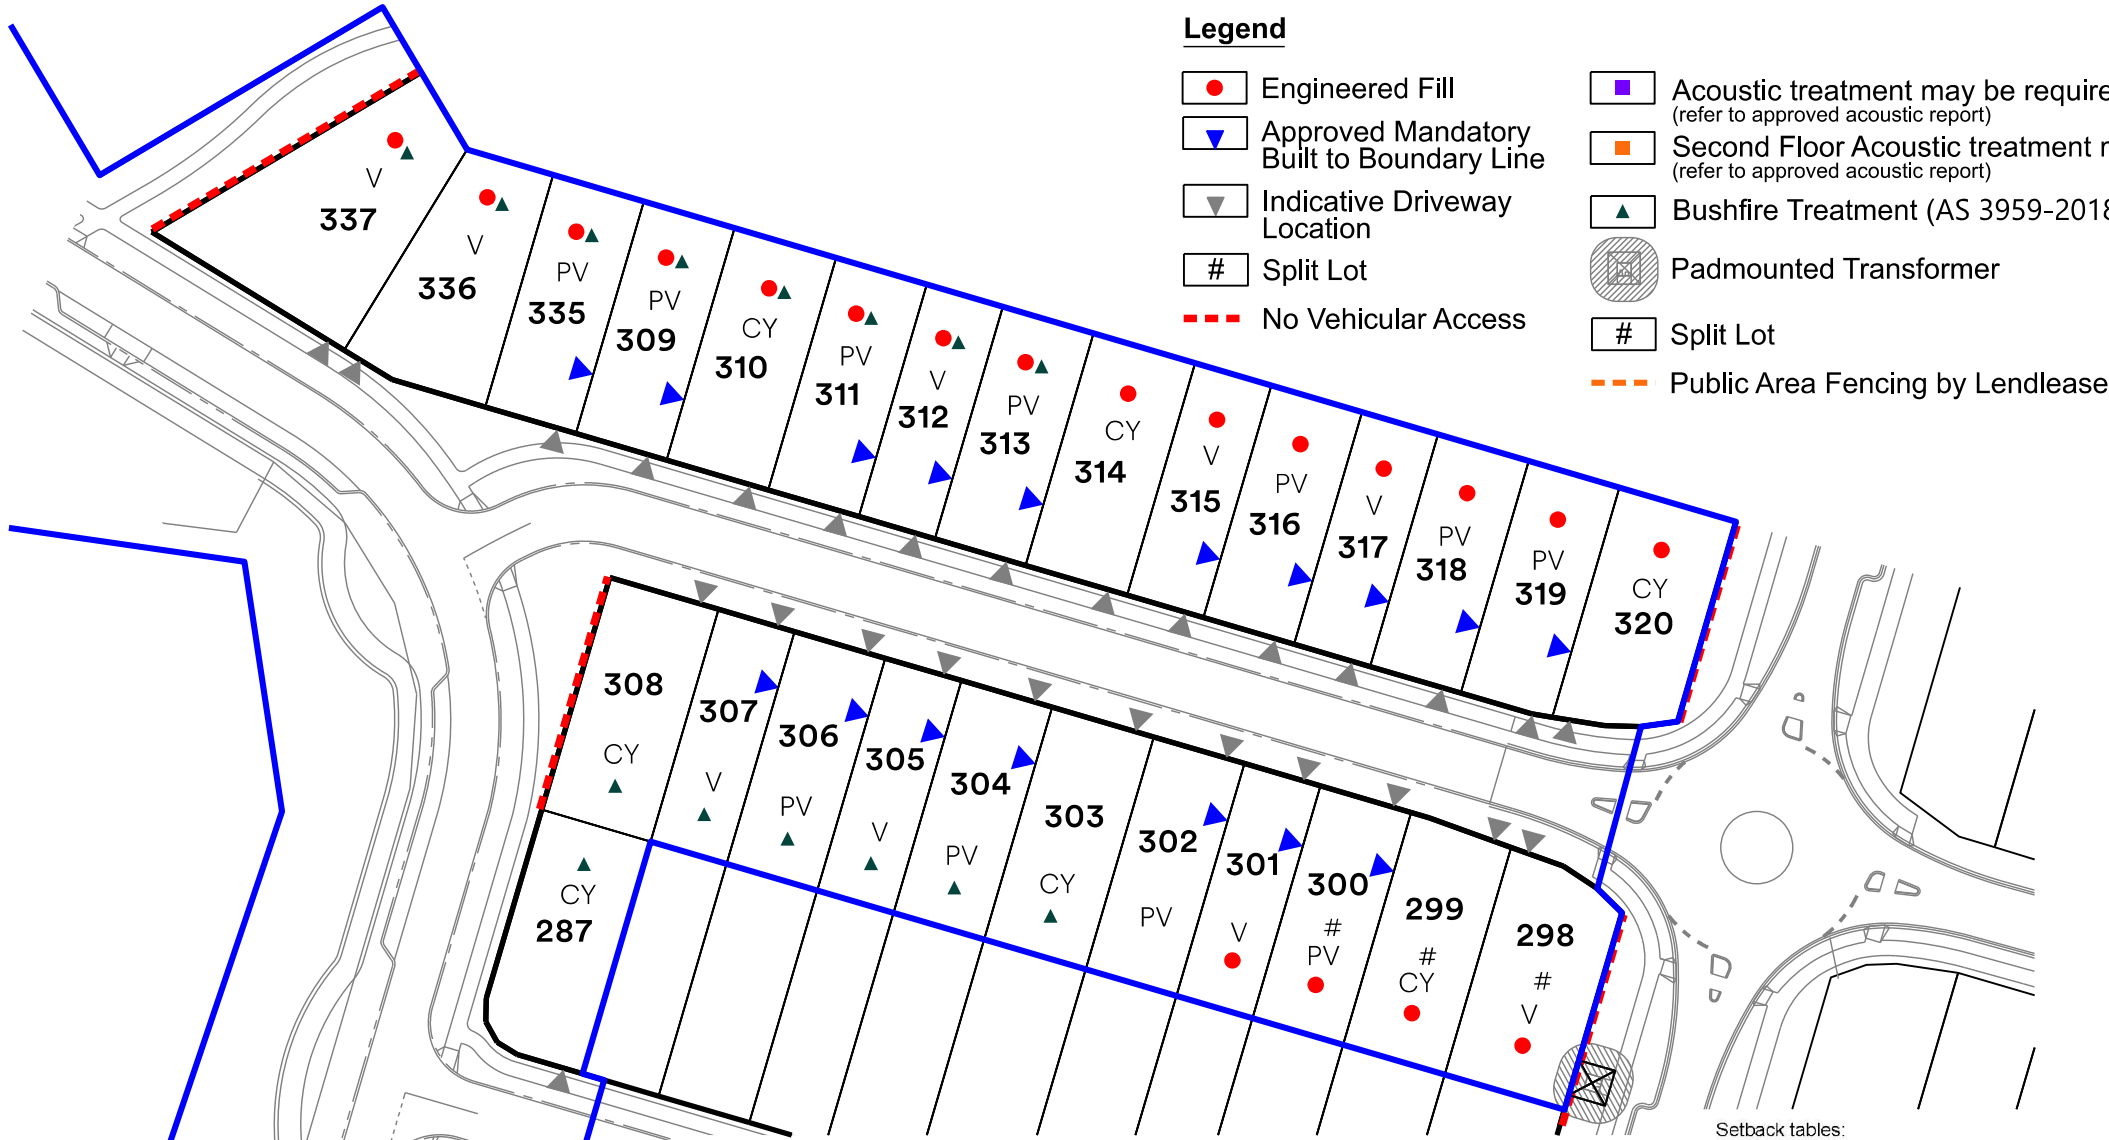 Legend
Engineered Fill
Approved Mandatory
Built to Boundary Line
Indicative Driveway
Location
# Split Lot
No Vehicular Access
Acoustic treatment may be require
(refer to approved acoustic report)
Second Floor Acoustic treatment r
(refer to approved acoustic report)
Bushfire Treatment (AS 3959-2018
Padmounted Transformer
# Split Lot
Public Area Fencing by Lendlease
V
337
V
336
PV
335
PV
309
CY
310
PV
311
V
312
PV
313
CY
314
V
315
PV
316
V
317
PV
318
PV
319
CY
320
308
CY
307
V
306
PV
305
V
304
PV
303
CY
302
PV
301
V
300
#
PV
299
#
CY
298
#
V
CY
287
Setback tables: